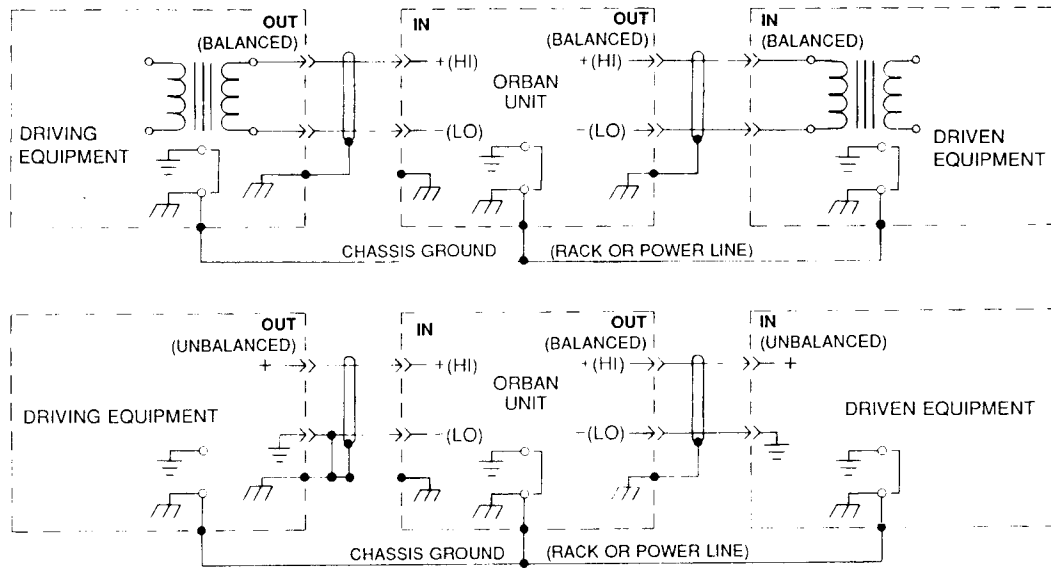 OUT
(BALANCED)
IN
+(HI)
ORBAN
UNIT
-(LO)
OUT
(BALANCED)
+(HI)
-(LO)
IN
(BALANCED)
DRIVING
EQUIPMENT
DRIVEN
EQUIPMENT
CHASSIS GROUND (RACK OR POWER LINE)
OUT
(UNBALANCED)
+
IN
+(HI)
ORBAN
UNIT
-(LO)
OUT
(BALANCED)
+(HI)
-(LO)
IN
(UNBALANCED)
+
DRIVING EQUIPMENT
DRIVEN EQUIPMENT
CHASSIS GROUND (RACK OR POWER LINE)